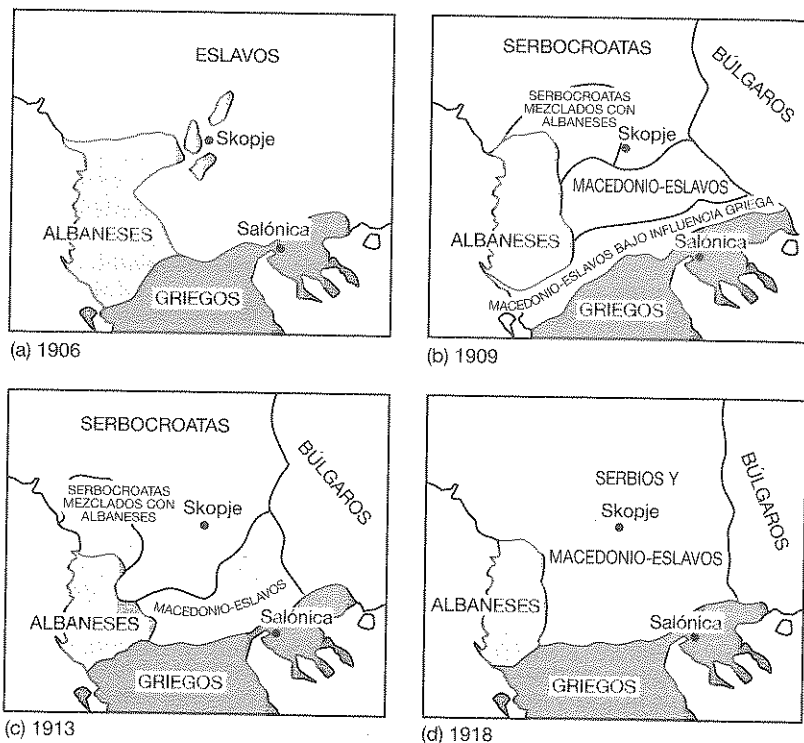 ESLAVOS
Skopje
ALBANESES
Salónica
GRIEGOS
(a) 1906
SERBOCROATAS
BÚLGAROS
SERBOCROATAS
MEZCLADOS CON
ALBANESES
Skopje
MACEDONIO-ESLAVOS
ALBANESES
MACEDONIO-ESLAVOS BAJO INFLUENCIA GRIEGA
Salónica
GRIEGOS
(b) 1909
SERBOCROATAS
BÚLGAROS
SERBOCROATAS
MEZCLADOS CON
ALBANESES
Skopje
MACEDONIO-ESLAVOS
ALBANESES
Salónica
GRIEGOS
(c) 1913
SERBIOS Y
BÚLGAROS
Skopje
MACEDONIO-ESLAVOS
ALBANESES
Salónica
GRIEGOS
(d) 1918